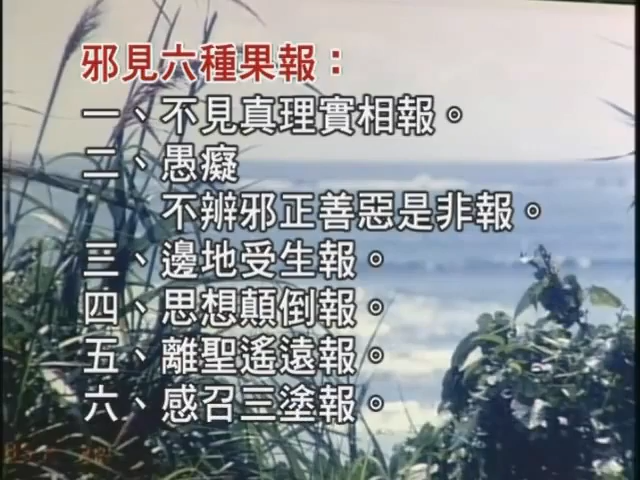 邪見六種果報：
一、不見真理實相報。
二、愚癡
不辨邪正善惡是非報。
三、邊地受生報。
四、思想顛倒報。
五、離聖遙遠報。
六、感召三塗報。